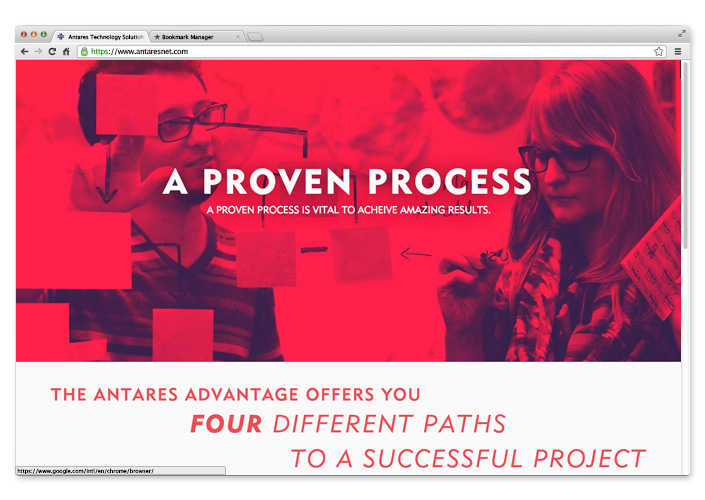 Antares Technology Solution
Bookmark Manager
https://www.antaresnet.com
A PROVEN PROCESS
A PROVEN PROCESS IS VITAL TO ACHEIVE AMAZING RESULTS.
THE ANTARES ADVANTAGE OFFERS YOU
FOUR DIFFERENT PATHS
TO A SUCCESSFUL PROJECT
https://www.google.com/intl/en/chrome/browser/